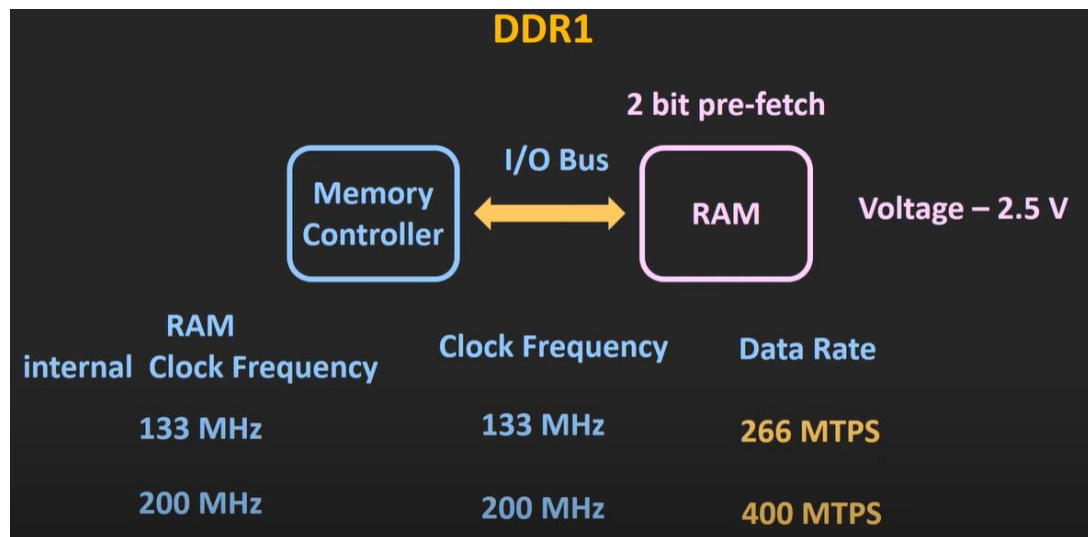 DDR1
2 bit pre-fetch
I/O Bus
Memory
Controller
RAM
Voltage – 2.5 V
RAM
internal Clock Frequency
Clock Frequency
Data Rate
133 MHz
133 MHz
266 MTPS
200 MHz
200 MHz
400 MTPS